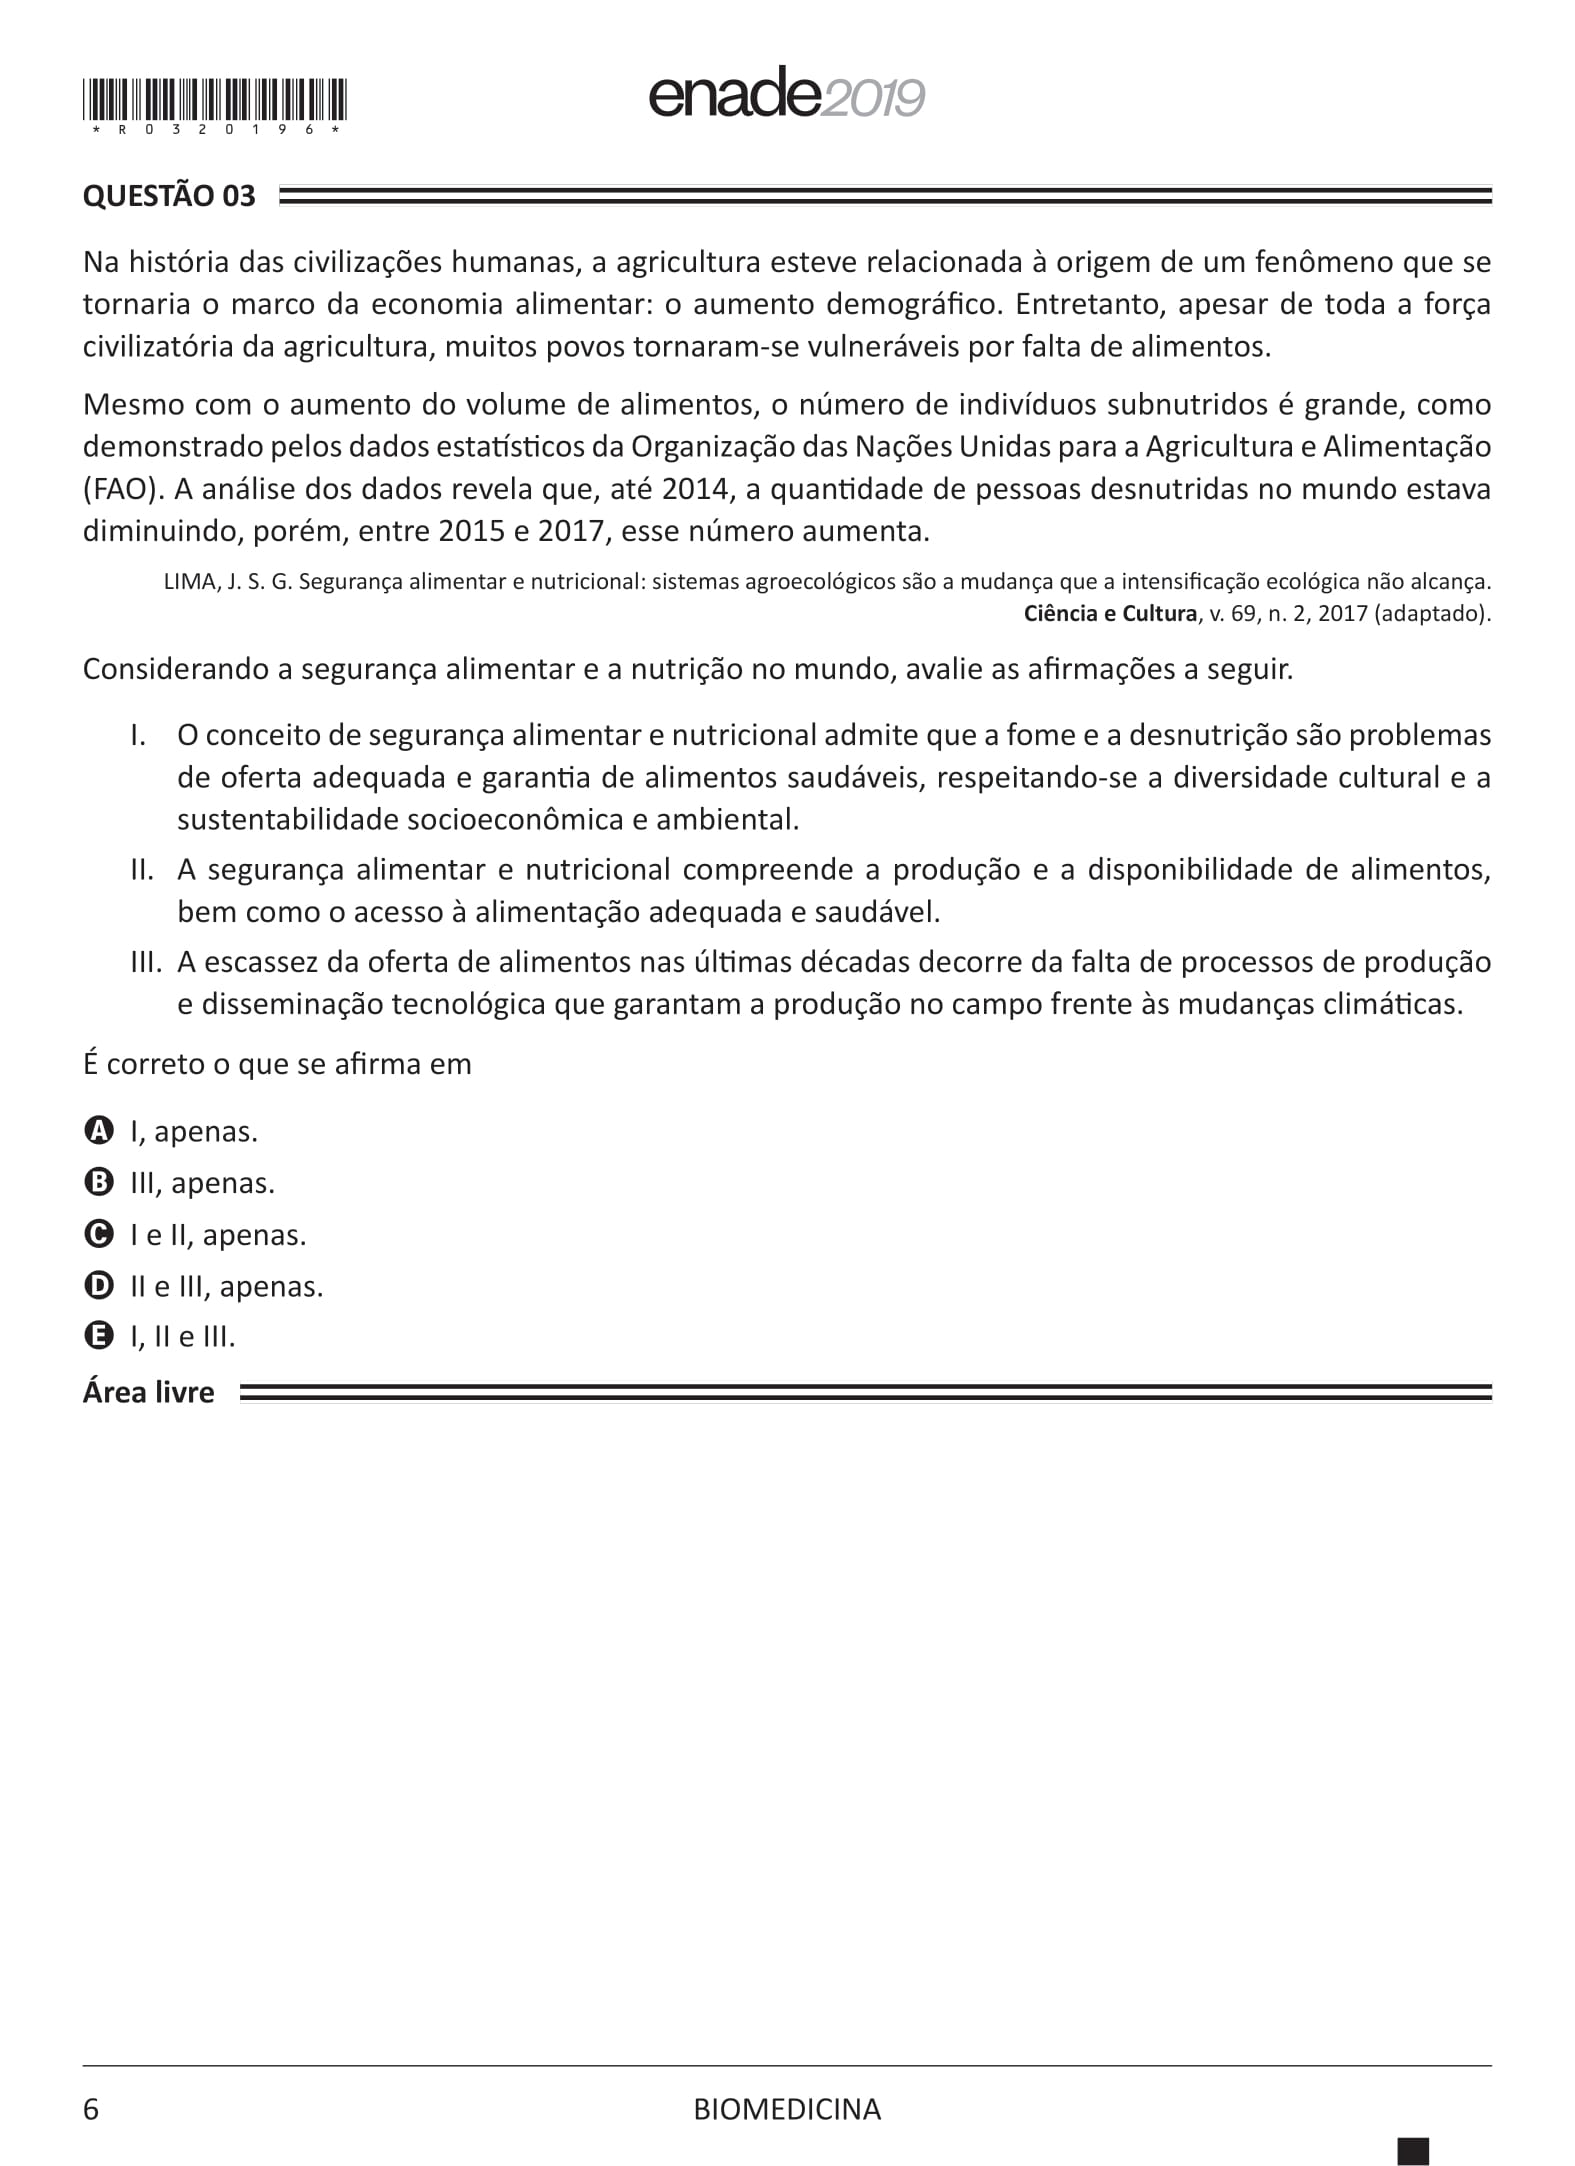 * R 0 3 2 0 1 9 6 *
enade2019
QUESTÃO 03
Na história das civilizações humanas, a agricultura esteve relacionada à origem de um fenômeno que se
tornaria o marco da economia alimentar: o aumento demográfico. Entretanto, apesar de toda a força
civilizatória da agricultura, muitos povos tornaram-se vulneráveis por falta de alimentos.
Mesmo com o aumento do volume de alimentos, o número de indivíduos subnutridos é grande, como
demonstrado pelos dados estatísticos da Organização das Nações Unidas para a Agricultura e Alimentação
(FAO). A análise dos dados revela que, até 2014, a quantidade de pessoas desnutridas no mundo estava
diminuindo, porém, entre 2015 e 2017, esse número aumenta.
LIMA, J. S. G. Segurança alimentar e nutricional: sistemas agroecológicos são a mudança que a intensificação ecológica não alcança.
Ciência e Cultura, v. 69, n. 2, 2017 (adaptado).
Considerando a segurança alimentar e a nutrição no mundo, avalie as afirmações a seguir.
I. O conceito de segurança alimentar e nutricional admite que a fome e a desnutrição são problemas
de oferta adequada e garantia de alimentos saudáveis, respeitando-se a diversidade cultural e a
sustentabilidade socioeconômica e ambiental.
II. A segurança alimentar e nutricional compreende a produção e a disponibilidade de alimentos,
bem como o acesso à alimentação adequada e saudável.
III. A escassez da oferta de alimentos nas últimas décadas decorre da falta de processos de produção
e disseminação tecnológica que garantam a produção no campo frente às mudanças climáticas.
É correto o que se afirma em
A I, apenas.
B III, apenas.
C I e II, apenas.
D II e III, apenas.
E I, II e III.
Área livre
6
BIOMEDICINA